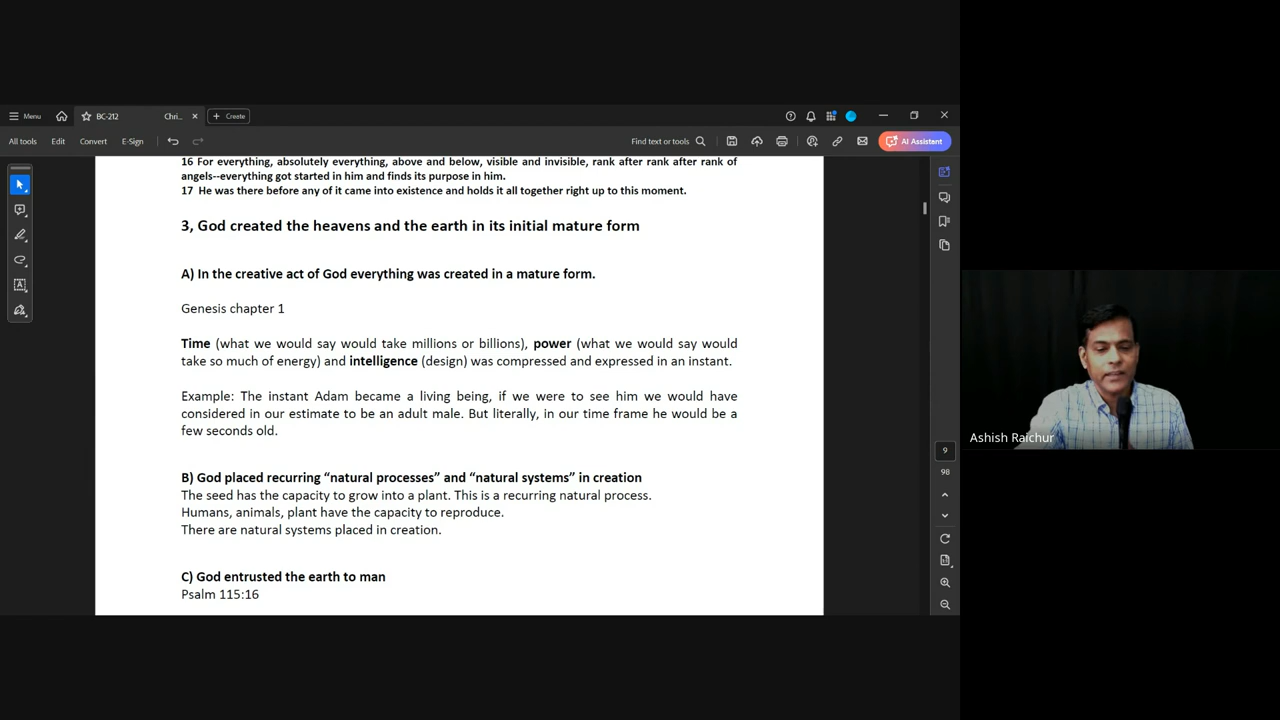 Menu
BC-212
Chri...
Create
All tools
Edit
Convert
E-Sign
Find text or tools
AI Assistant
16 For everything, absolutely everything, above and below, visible and invisible, rank after rank after rank of
angels--everything got started in him and finds its purpose in him.
17 He was there before any of it came into existence and holds it all together right up to this moment.
3, God created the heavens and the earth in its initial mature form
A) In the creative act of God everything was created in a mature form.
Genesis chapter 1
Time (what we would say would take millions or billions), power (what we would say would
take so much of energy) and intelligence (design) was compressed and expressed in an instant.
Example: The instant Adam became a living being, if we were to see him we would have
considered in our estimate to be an adult male. But literally, in our time frame he would be a
few seconds old.
B) God placed recurring “natural processes” and “natural systems” in creation
The seed has the capacity to grow into a plant. This is a recurring natural process.
Humans, animals, plant have the capacity to reproduce.
There are natural systems placed in creation.
C) God entrusted the earth to man
Psalm 115:16
9
98
Ashish Raichur